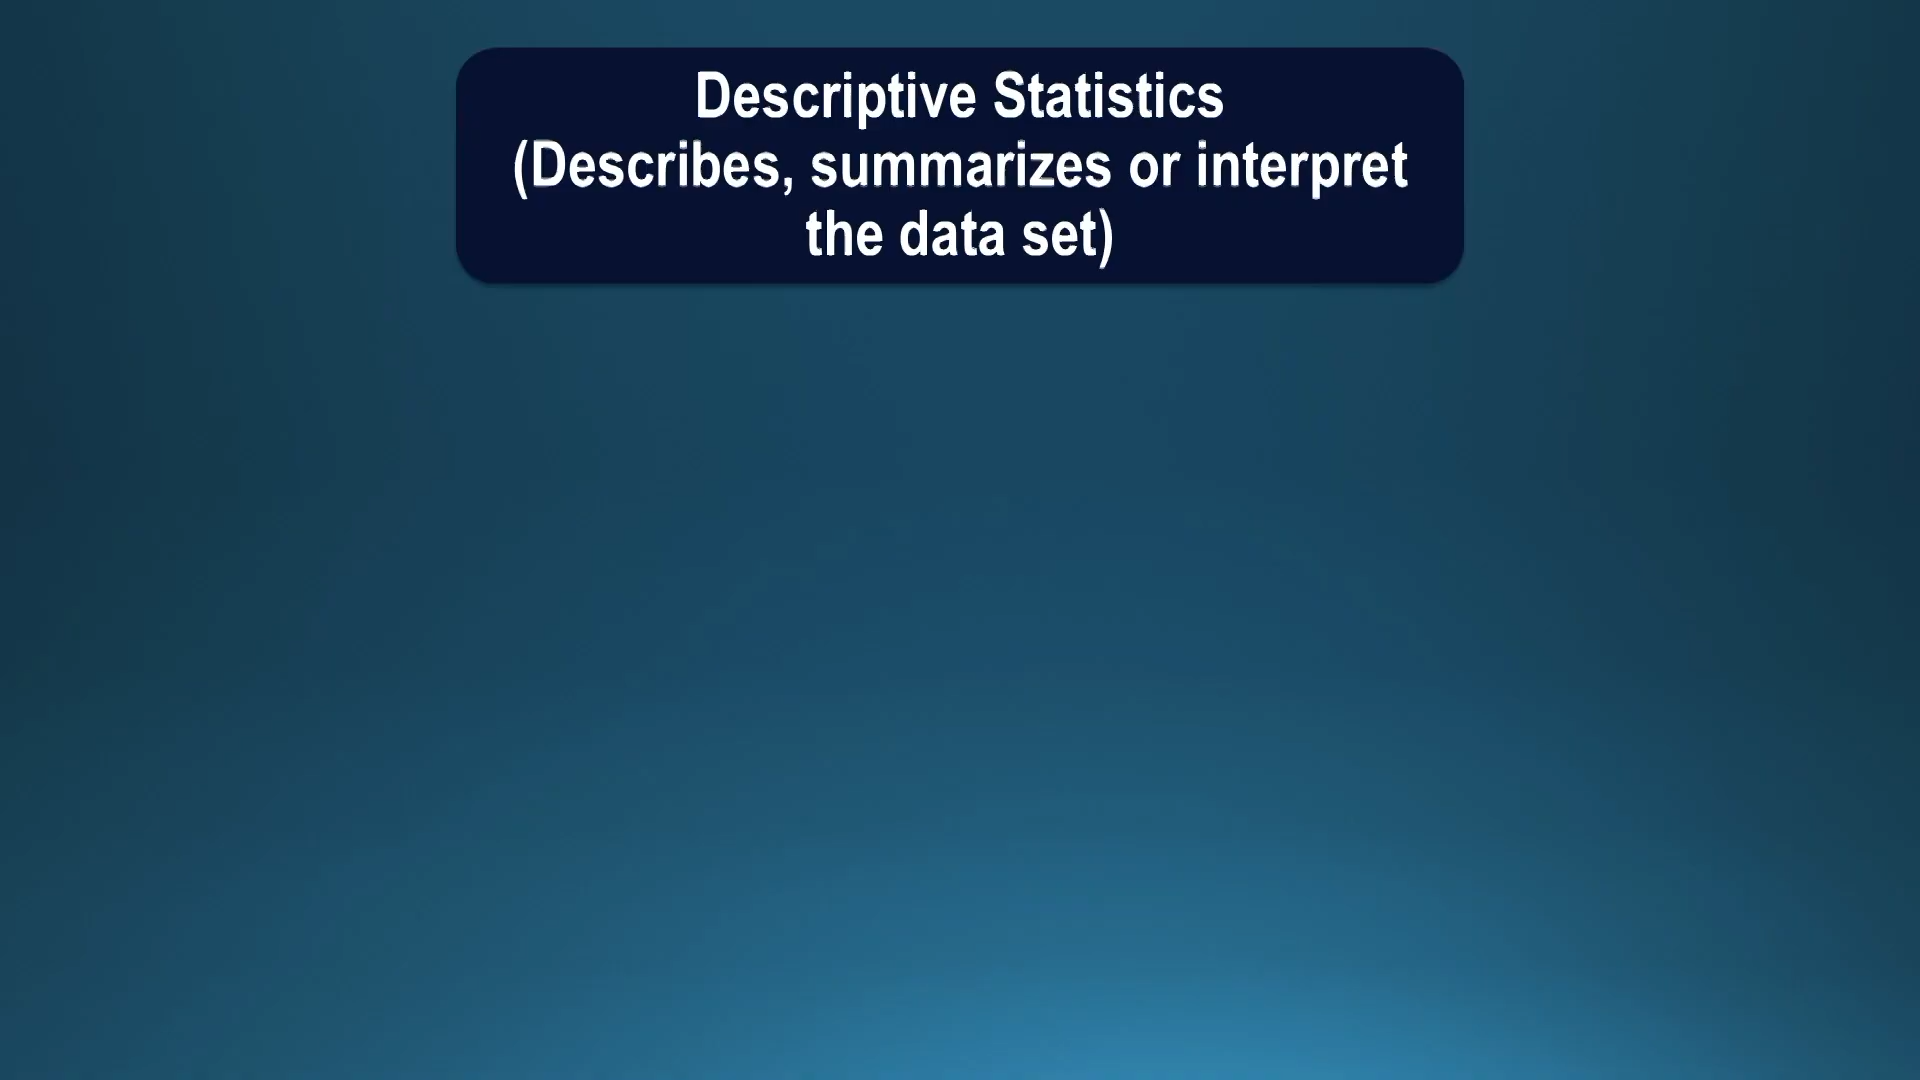 Descriptive Statistics
(Describes, summarizes or interpret
the data set)